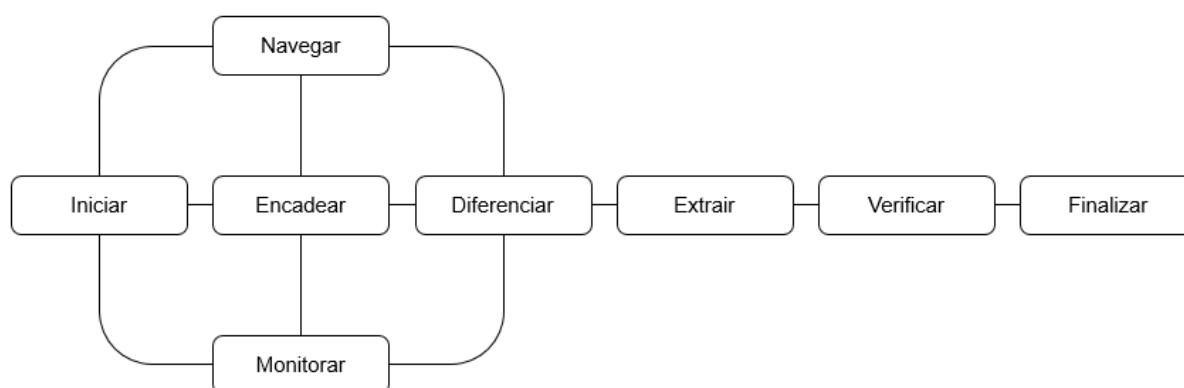 Navegar
Iniciar
Encadear
Diferenciar
Extrair
Verificar
Finalizar
Monitorar